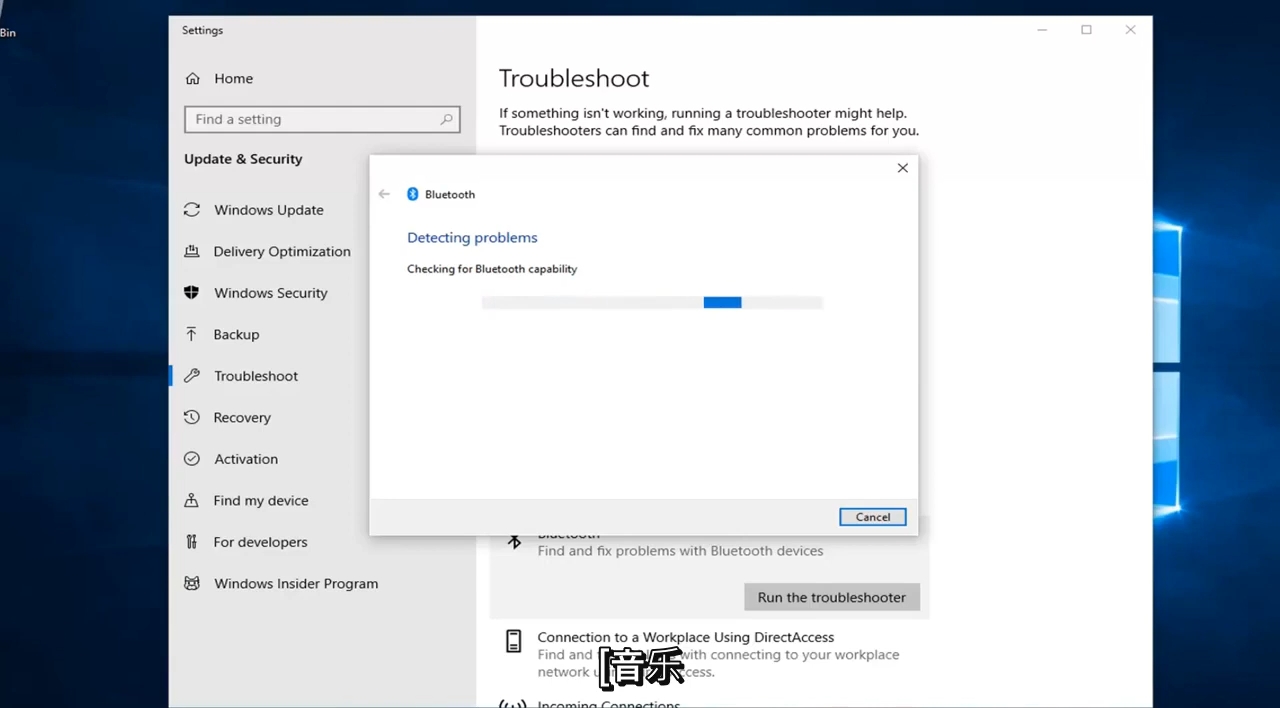 Bin
Settings
Home
Find a setting
Update & Security
Windows Update
Delivery Optimization
Windows Security
Backup
Troubleshoot
Recovery
Activation
Find my device
For developers
Windows Insider Program
Troubleshoot
If something isn't working, running a troubleshooter might help.
Troubleshooters can find and fix many common problems for you.
Bluetooth
Detecting problems
Checking for Bluetooth capability
Cancel
Bluetooth
Find and fix problems with Bluetooth devices
Run the troubleshooter
Connection to a Workplace Using DirectAccess
Find and with connecting to your workplace
network
[音乐
Incoming Connections